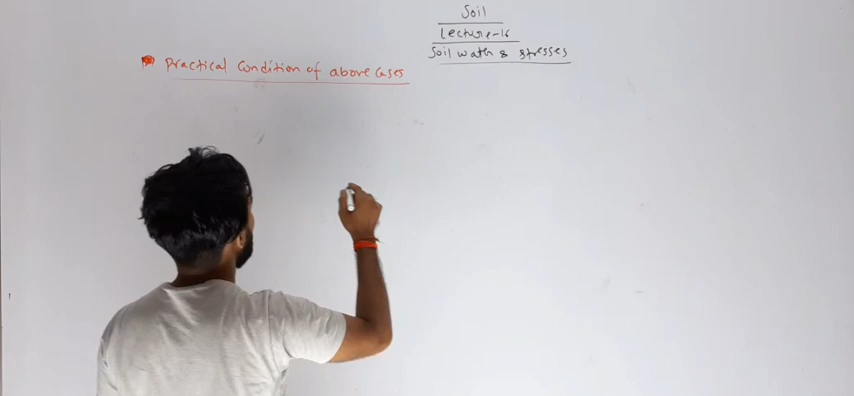 Soil
Lecture-16
Soil water & stresses
Practical Condition of above Cases